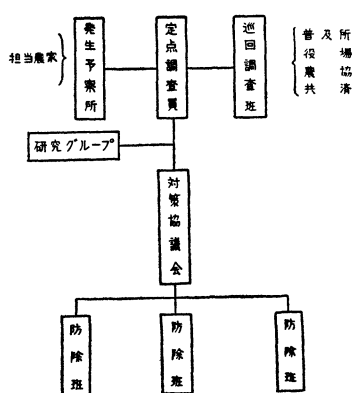 担当農家
発生予察所
定点調査員
巡回調査班
普及所
役場
農協
共済
研究グループ
対策協議会
防除班
防除班
防除班